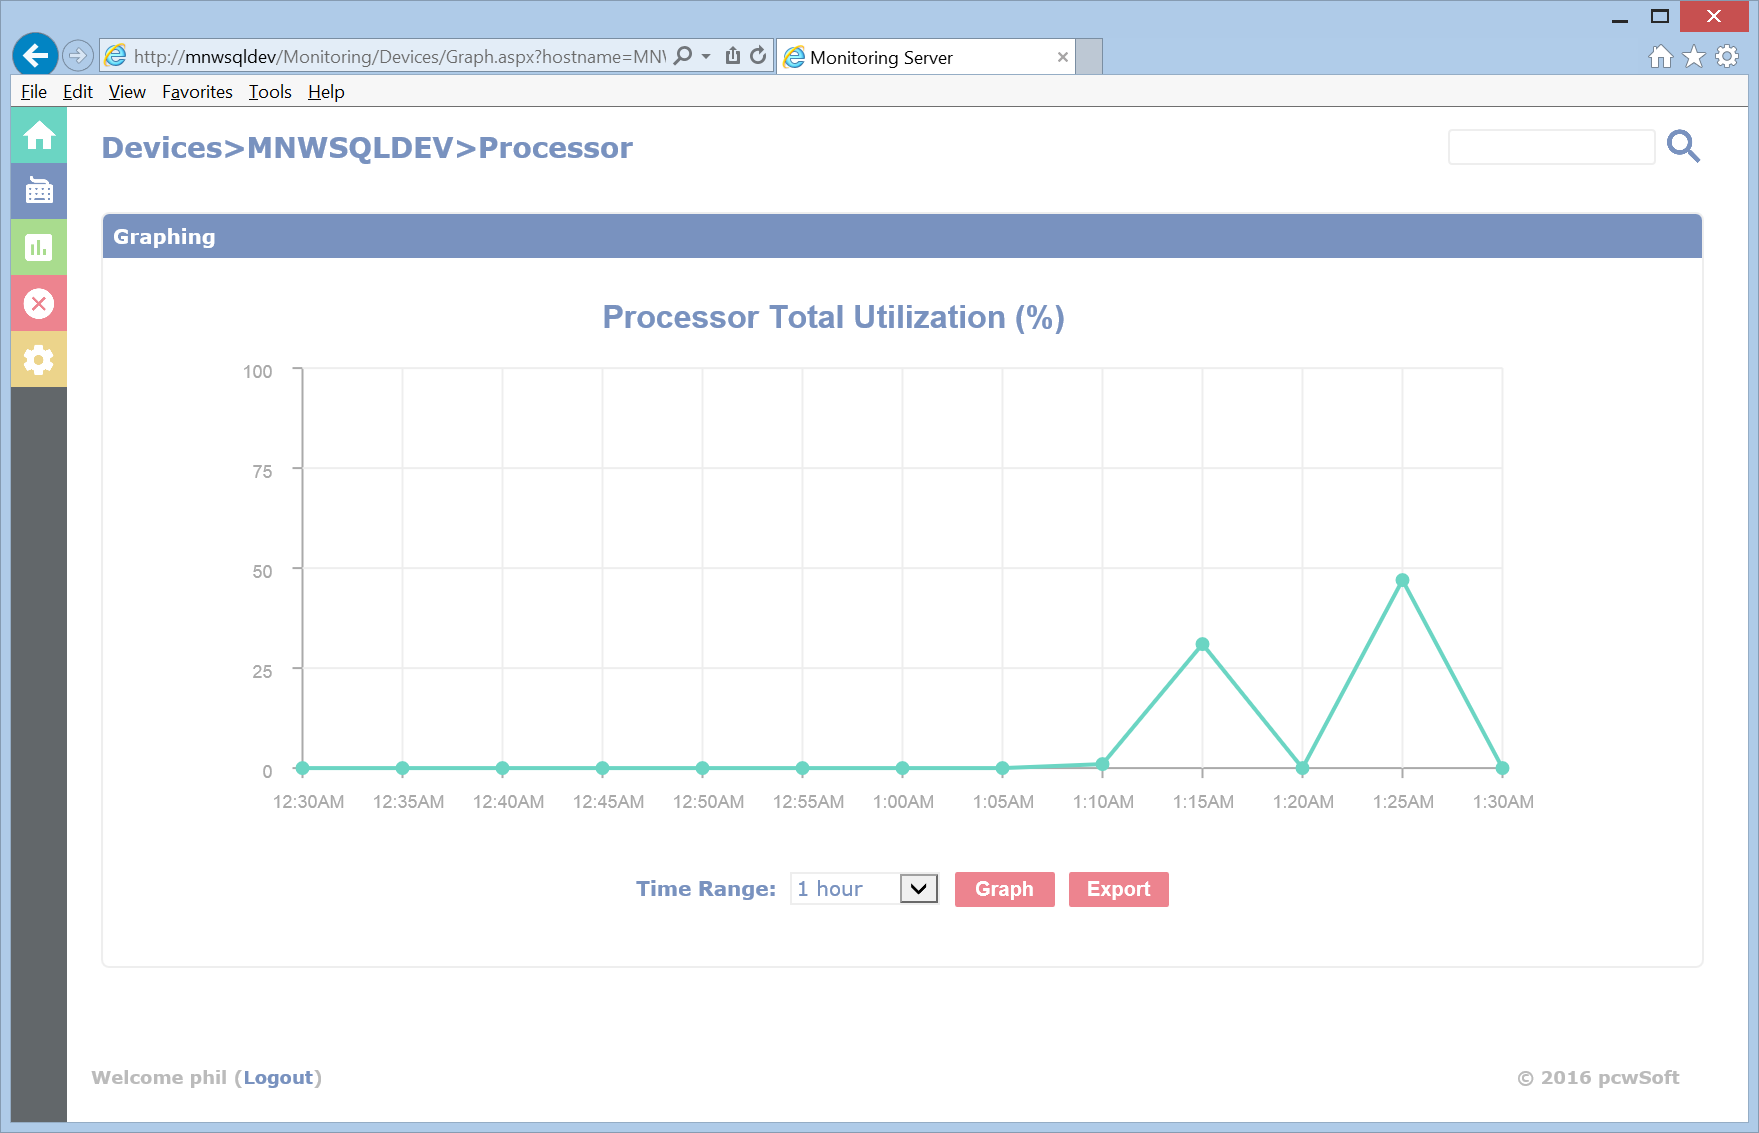 http://mnwsqldev/Monitoring/Devices/Graph.aspx?hostname=MNW
Monitoring Server
File Edit View Favorites Tools Help
Devices>MNWSQLDEV>Processor
Graphing
Processor Total Utilization (%)
100
75
50
25
0
12:30AM 12:35AM 12:40AM 12:45AM 12:50AM 12:55AM 1:00AM 1:05AM 1:10AM 1:15AM 1:20AM 1:25AM 1:30AM
Time Range: 1 hour Graph Export
Welcome phil (Logout)
© 2016 pcwSoft